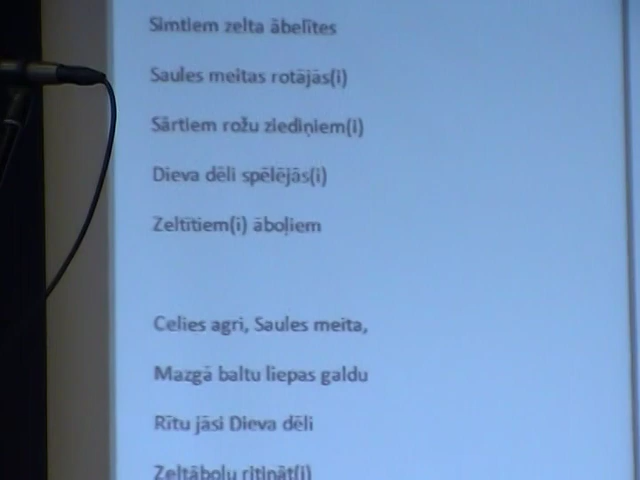 Simtiem zelta ābelītes
Saules meitas rotājās(i)
Sārtiem rožu ziediņiem(i)
Dieva dēli spēlējās(i)
Zeltītiem(i) āboļiem
Celies agri, Saules meita,
Mazgā baltu liepas galdu
Rītu jāsi Dieva dēli
Zeltābolu ritināt(i)